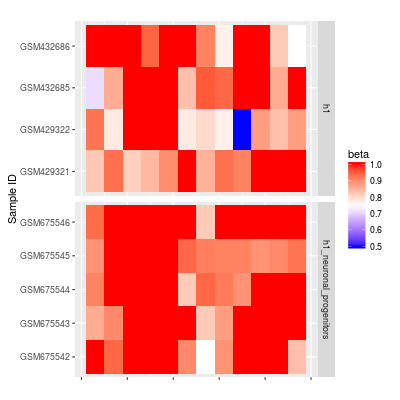 Sample ID
GSM432686
GSM432685
GSM429322
GSM429321
h1
GSM675546
GSM675545
GSM675544
GSM675543
GSM675542
h1_neuronal_progenitors
beta
1.0
0.9
0.8
0.7
0.6
0.5